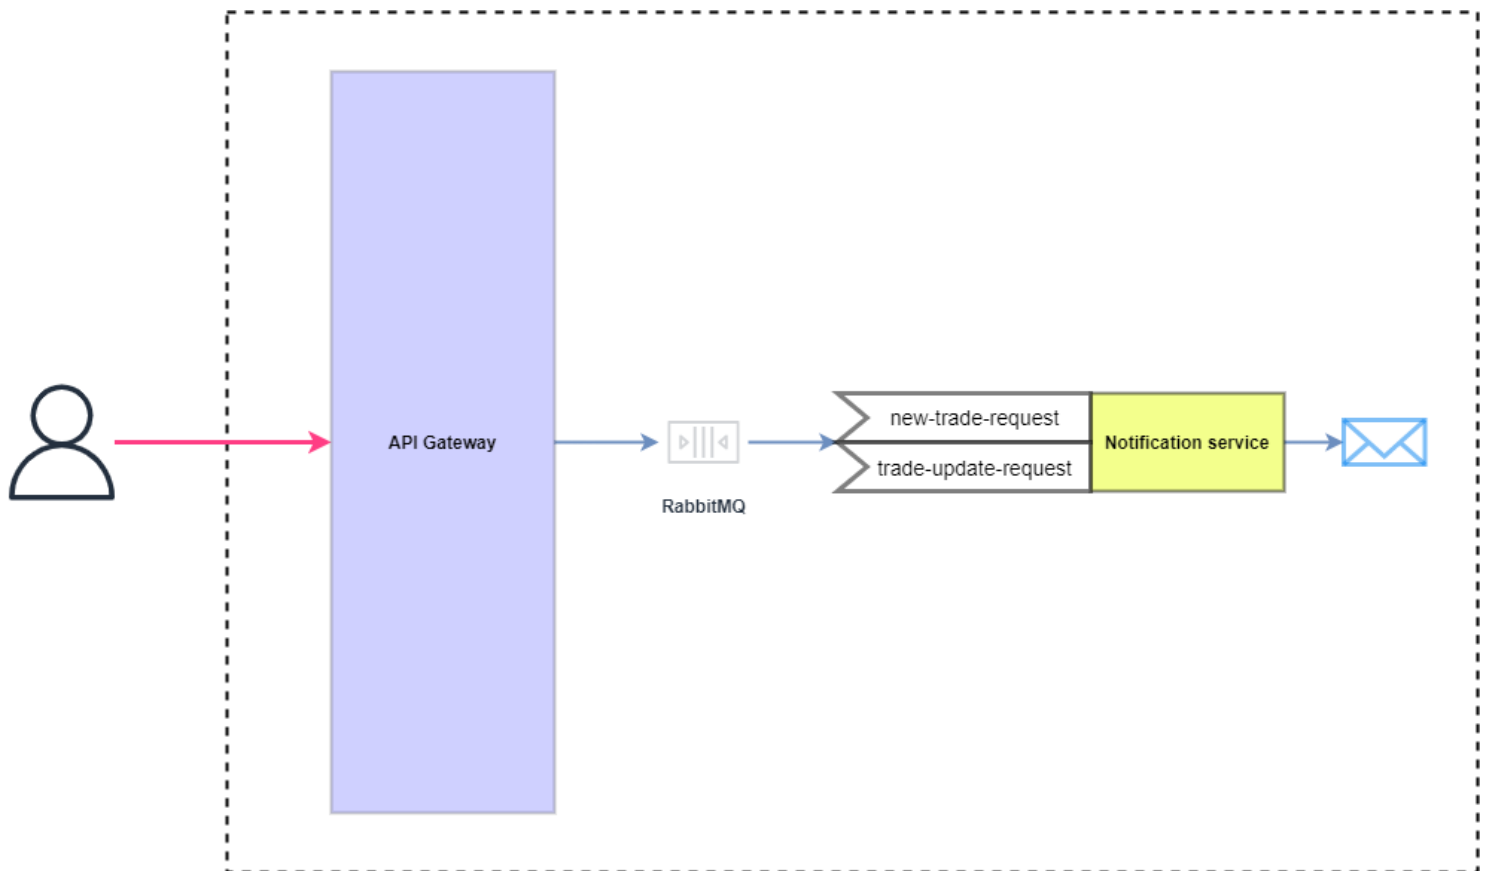 API Gateway
RabbitMQ
new-trade-request
trade-update-request
Notification service